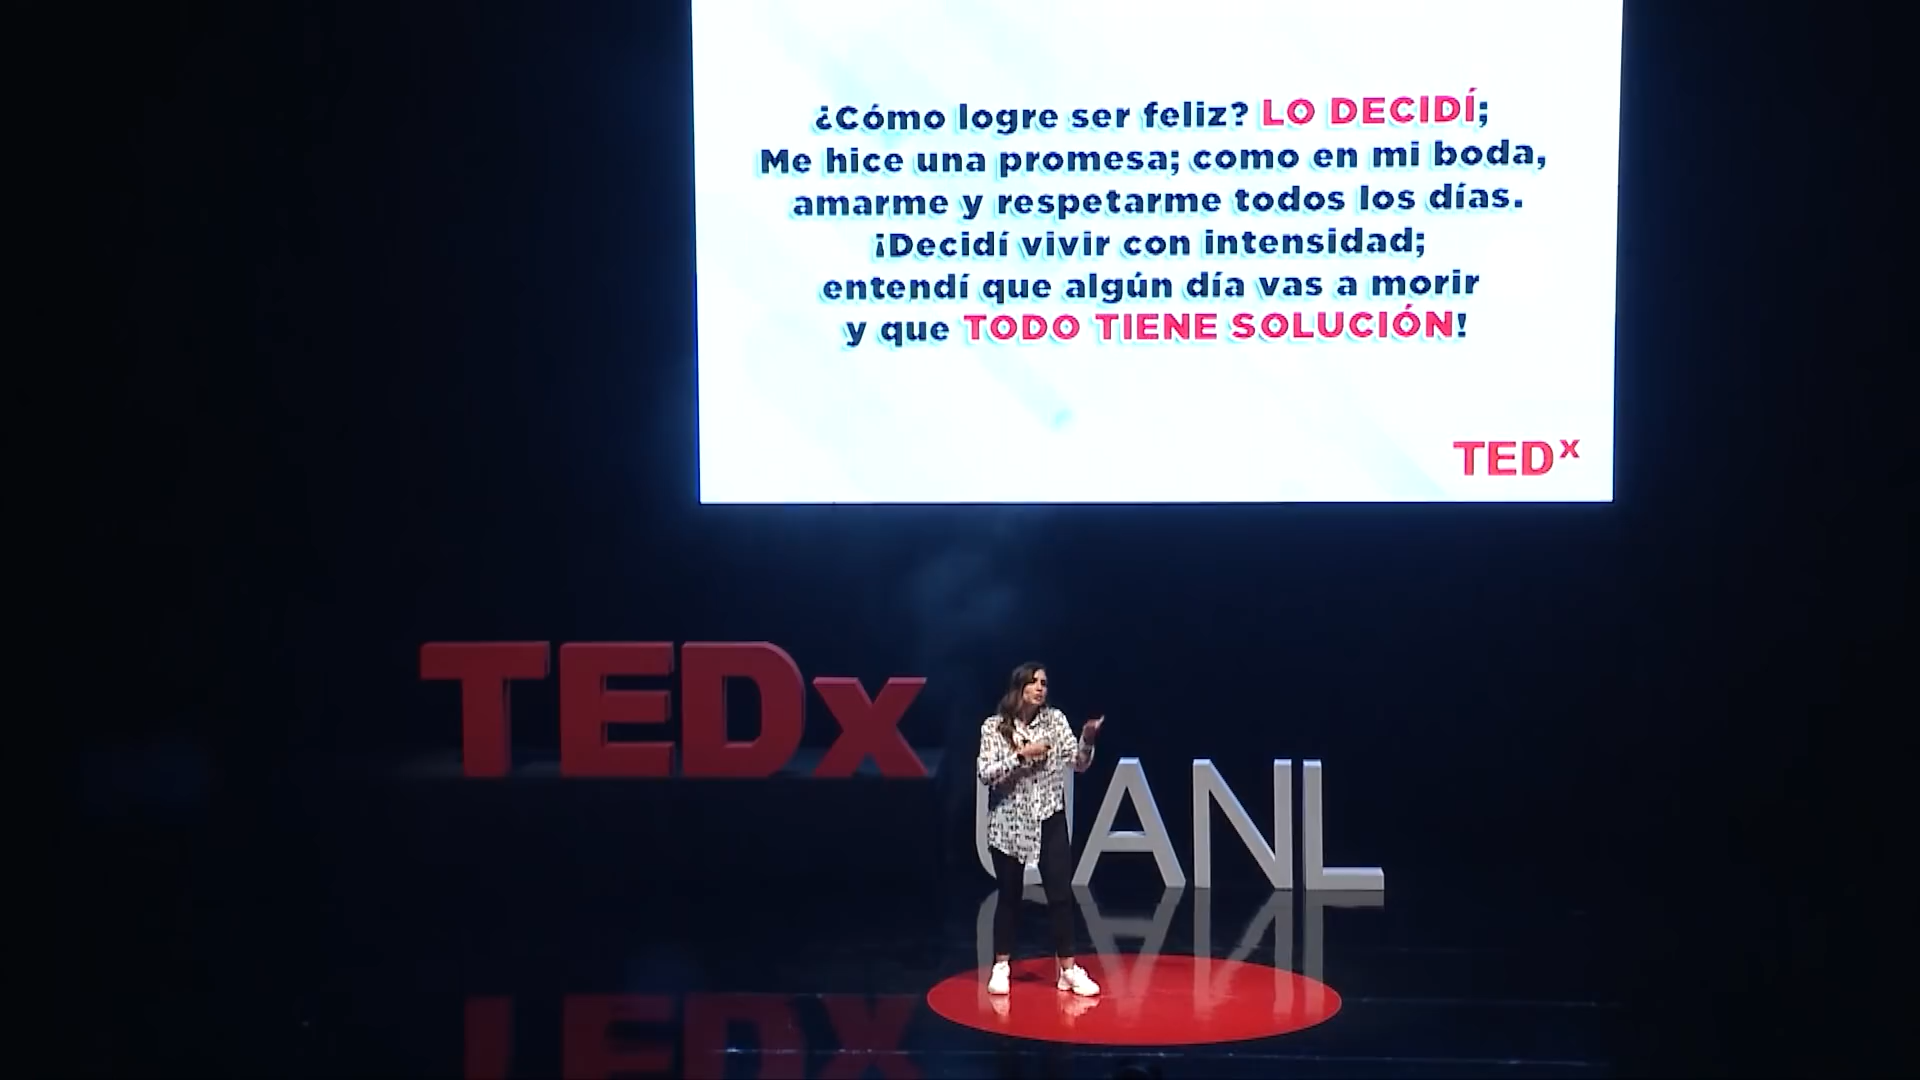 ¿Cómo logre ser feliz? LO DECIDÍ;
Me hice una promesa; como en mi boda,
amarme y respetarme todos los días.
¡Decidí vivir con intensidad;
entendí que algún día vas a morir
y que TODO TIENE SOLUCIÓN!
TEDx
TEDx
UANL